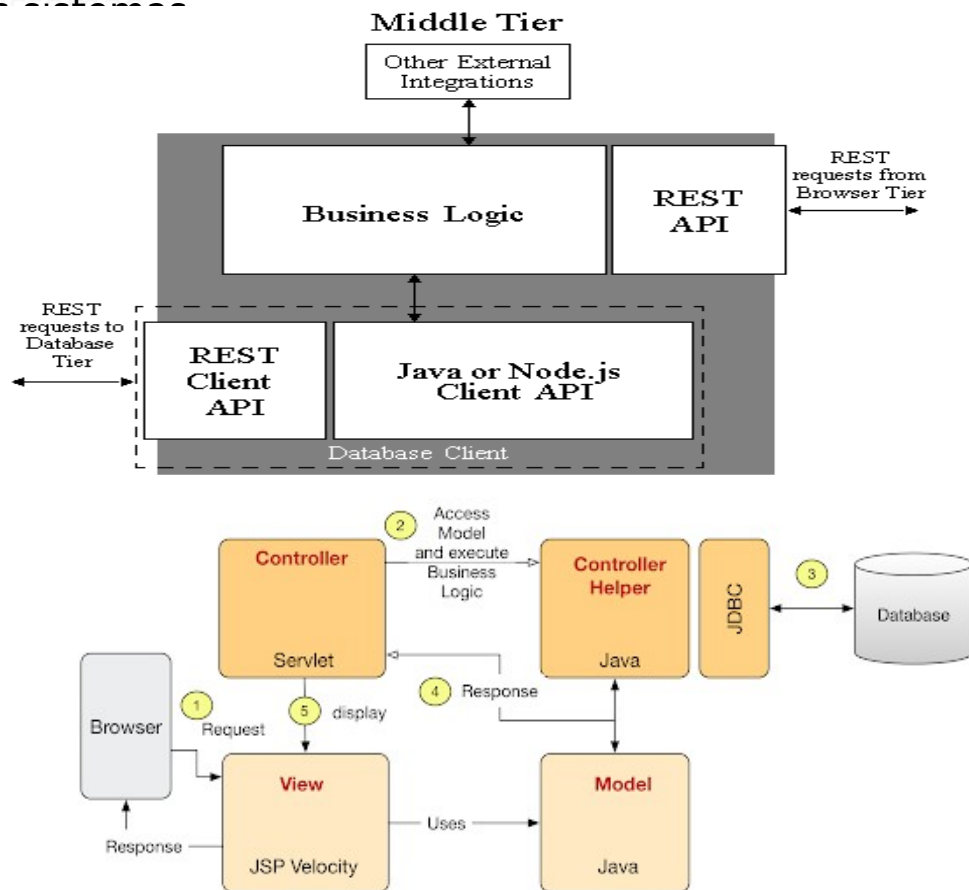 sistemas
Middle Tier
Other External
Integrations
Business Logic
REST
API
REST
requests from
Browser Tier
REST
requests to
Database
Tier
REST
Client
API
Java or Node.js
Client API
Database Client
Controller
Servlet
2
Access
Model
and execute
Business
Logic
Controller
Helper
Java
JDBC
3
Database
Browser
1
Request
5
display
4
Response
View
JSP Velocity
Uses
Model
Java
Response